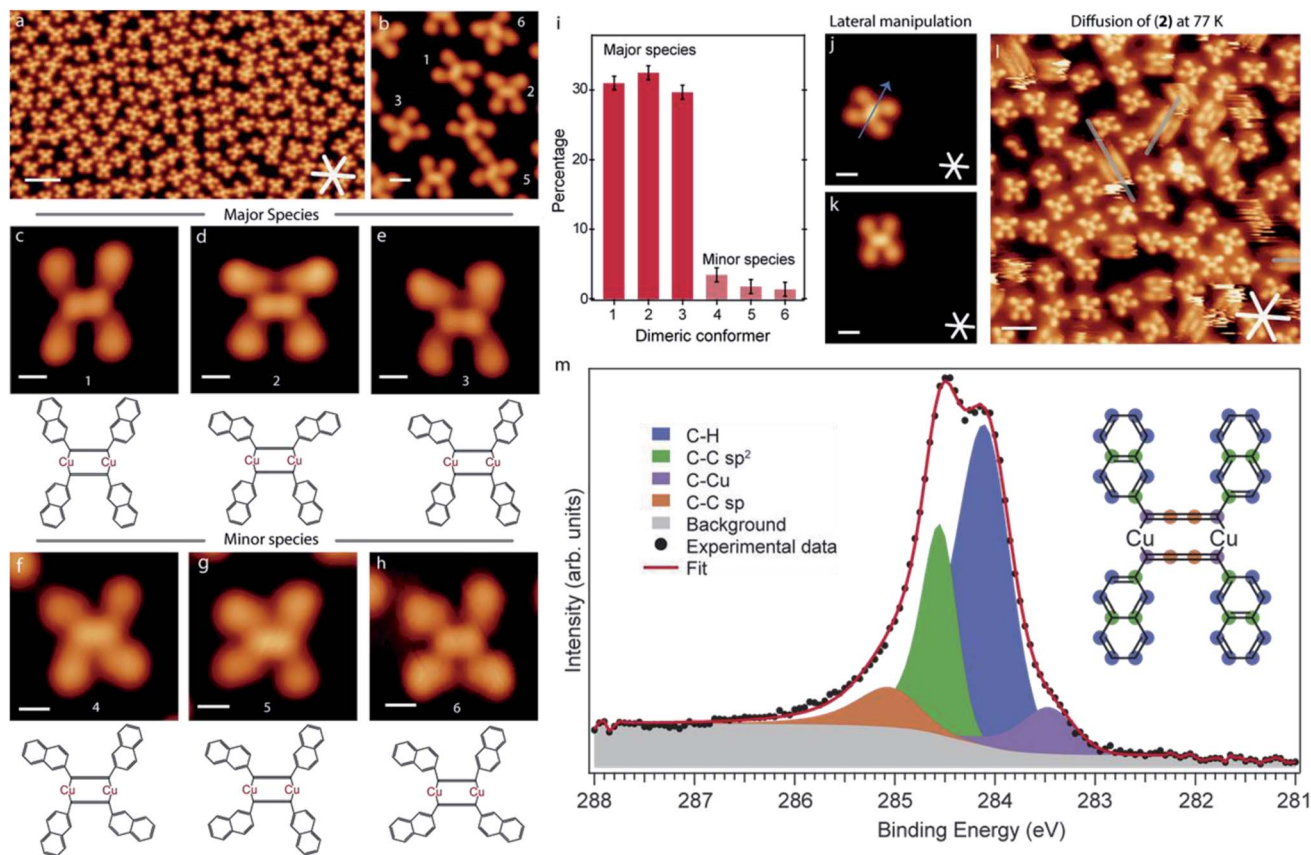 a
b
6
1
2
3
5
Major Species
c
1
d
2
e
3
Cu Cu
Cu Cu
Cu Cu
Minor species
f
4
g
5
h
6
Cu Cu
Cu Cu
Cu Cu
i
Major species
Minor species
Percentage
30
20
10
0
1 2 3 4 5 6
Dimeric conformer
Lateral manipulation
j
k
Diffusion of (2) at 77 K
l
m
C-H
C-C sp²
C-Cu
C-C sp
Background
Experimental data
Fit
Cu Cu
Intensity (arb. units)
288 287 286 285 284 283 282 281
Binding Energy (eV)